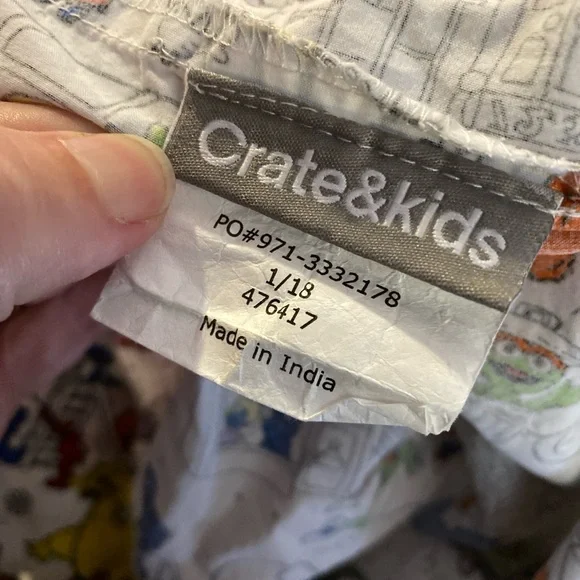 Crate&kids
PO#971-3332178
1/18
476417
Made in India